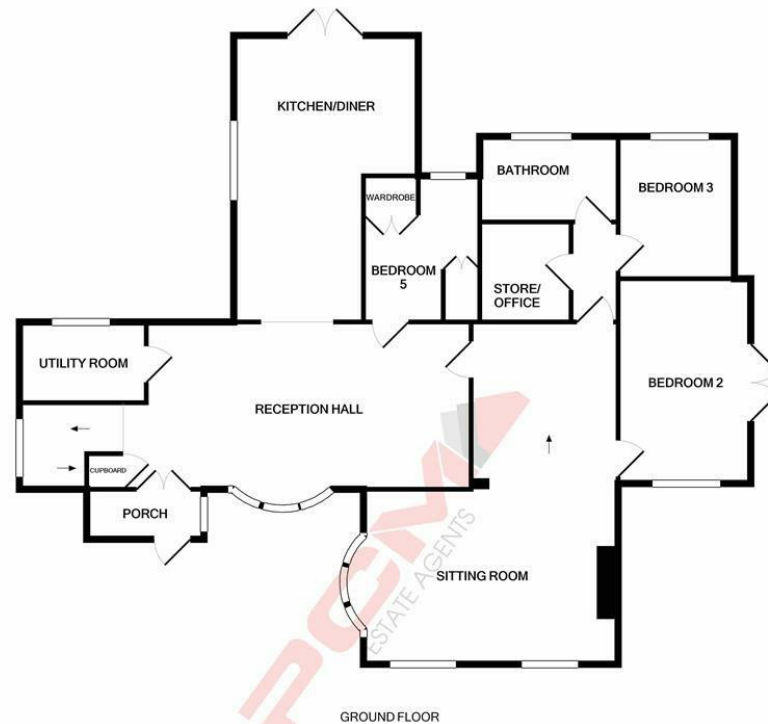 KITCHEN/DINER
BATHROOM
BEDROOM 3
WARDROBE
BEDROOM
5
STORE/
OFFICE
UTILITY ROOM
BEDROOM 2
RECEPTION HALL
CUPBOARD
PORCH
SITTING ROOM
PCM
ESTATE AGENTS
GROUND FLOOR